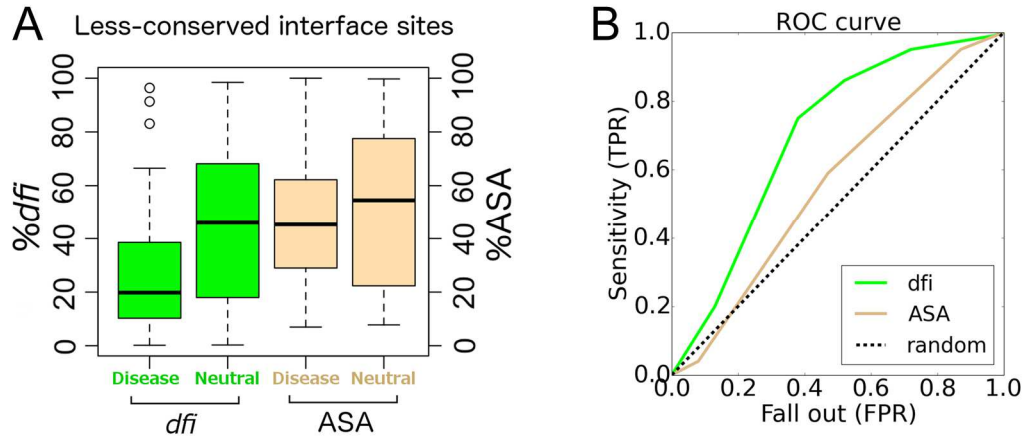 A
Less-conserved interface sites
100
80
60
40
20
0
%dfi
100
80
60
40
20
0
%ASA
Disease Neutral Disease Neutral
dfi ASA
B
ROC curve
1.0
0.8
0.6
0.4
0.2
0.0
Sensitivity (TPR)
0.0 0.2 0.4 0.6 0.8 1.0
Fall out (FPR)
dfi
ASA
random